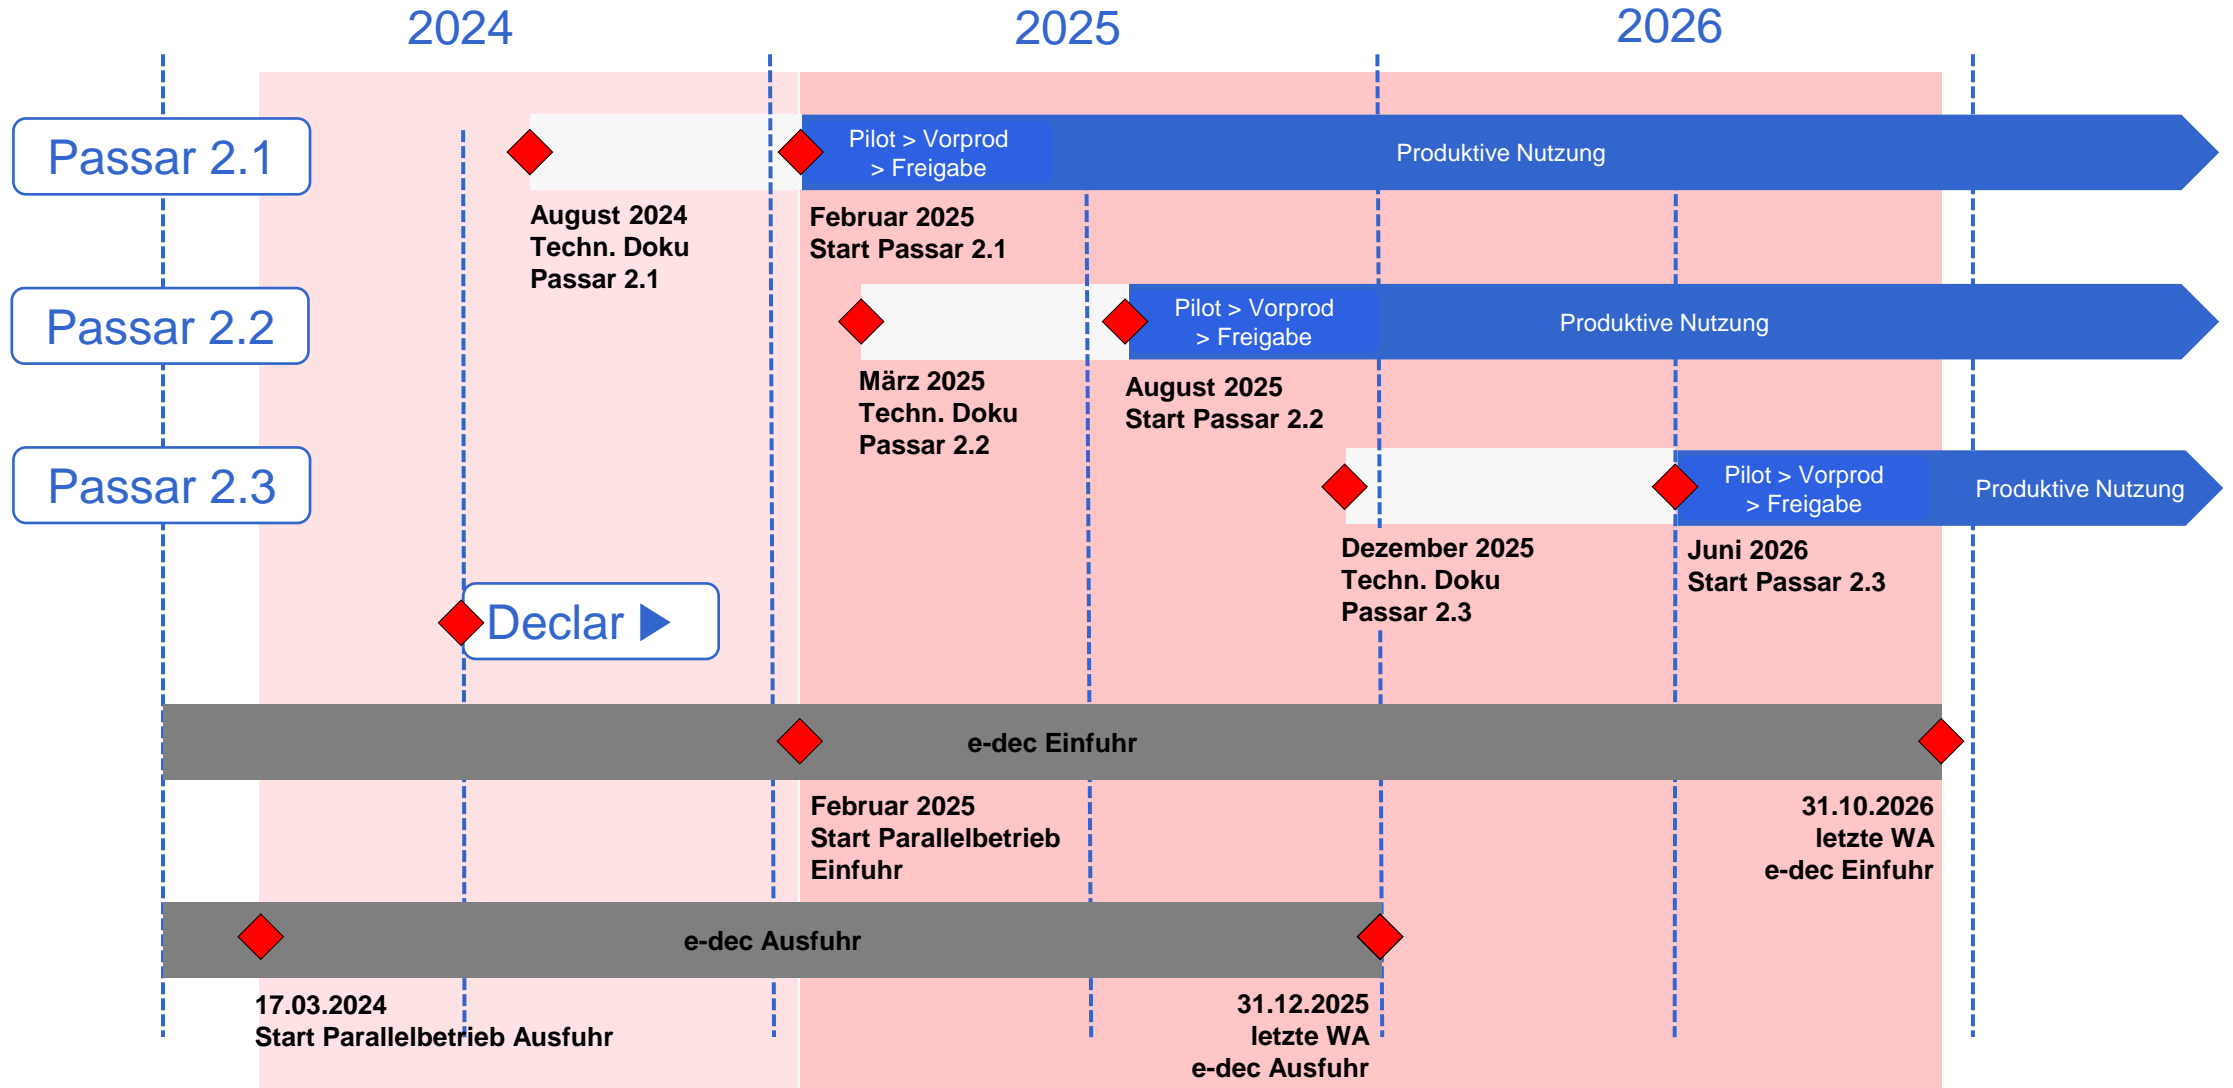 2024
2025
2026
Passar 2.1
Pilot > Vorprod
> Freigabe
Produktive Nutzung
August 2024
Techn. Doku
Passar 2.1
Februar 2025
Start Passar 2.1
Passar 2.2
Pilot > Vorprod
> Freigabe
Produktive Nutzung
März 2025
Techn. Doku
Passar 2.2
August 2025
Start Passar 2.2
Passar 2.3
Pilot > Vorprod
> Freigabe
Produktive Nutzung
Dezember 2025
Techn. Doku
Passar 2.3
Juni 2026
Start Passar 2.3
Declar
e-dec Einfuhr
Februar 2025
Start Parallelbetrieb
Einfuhr
31.10.2026
letzte WA
e-dec Einfuhr
e-dec Ausfuhr
17.03.2024
Start Parallelbetrieb Ausfuhr
31.12.2025
letzte WA
e-dec Ausfuhr